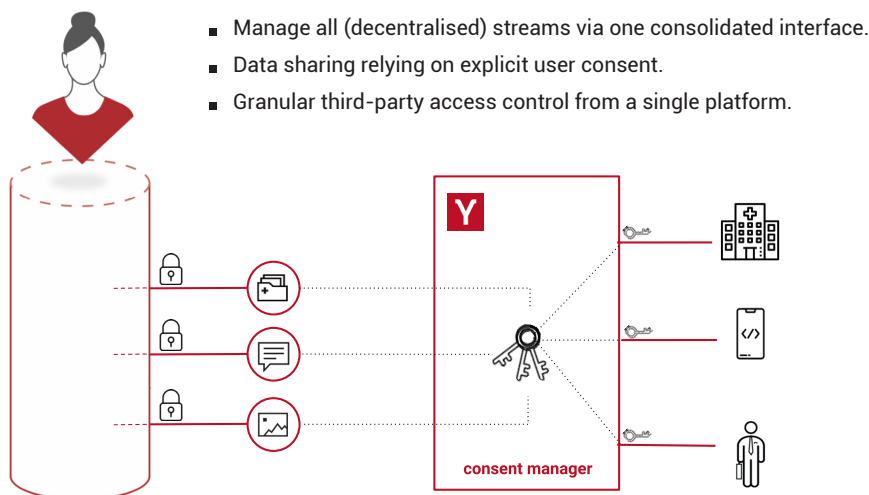 Manage all (decentralised) streams via one consolidated interface.
Data sharing relying on explicit user consent.
Granular third-party access control from a single platform.
Y
</>
consent manager